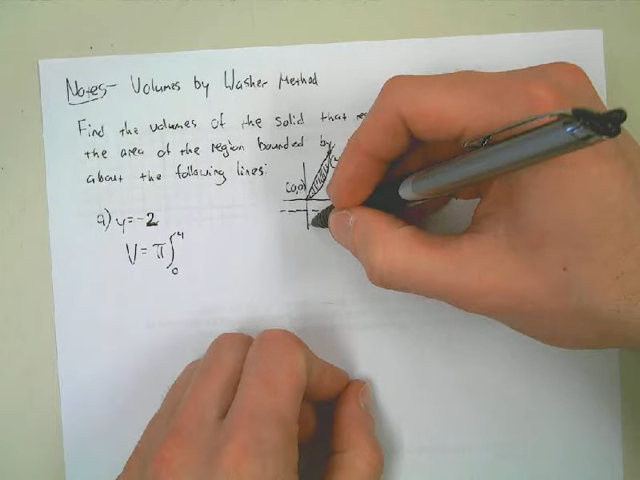 Notes- Volumes by Washer Method
Find the volumes of the solid that
the area of the region bounded by
about the following lines:
(0,0)
a) y=-2
V= π∫₀⁴